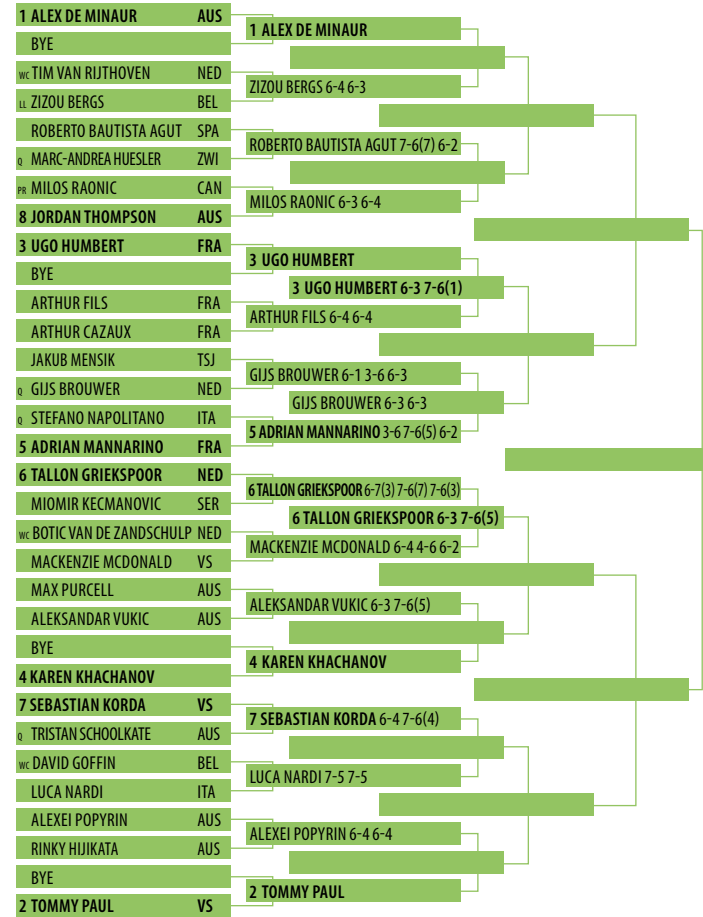 1 ALEX DE MINAUR AUS
BYE
WC TIM VAN RIJTHOVEN NED
LL ZIZOU BERGS BEL
ROBERTO BAUTISTA AGUT SPA
Q MARC-ANDREA HUESLER ZWI
PR MILOS RAONIC CAN
8 JORDAN THOMPSON AUS
3 UGO HUMBERT FRA
BYE
ARTHUR FILS FRA
ARTHUR CAZAUX FRA
JAKUB MENSIK TSJ
Q GIJS BROUWER NED
Q STEFANO NAPOLITANO ITA
5 ADRIAN MANNARINO FRA
6 TALLON GRIEKSPOOR NED
MIOMIR KECMANOVIC SER
WC BOTIC VAN DE ZANDSCHULP NED
MACKENZIE MCDONALD VS
MAX PURCELL AUS
ALEKSANDAR VUKIC AUS
BYE
4 KAREN KHACHANOV
7 SEBASTIAN KORDA VS
Q TRISTAN SCHOOLKATE AUS
WC DAVID GOFFIN BEL
LUCA NARDI ITA
ALEXEI POPYRIN AUS
RINKY HIJIKATA AUS
BYE
2 TOMMY PAUL VS
1 ALEX DE MINAUR
ZIZOU BERGS 6-4 6-3
ROBERTO BAUTISTA AGUT 7-6(7) 6-2
MILOS RAONIC 6-3 6-4
3 UGO HUMBERT
3 UGO HUMBERT 6-3 7-6(1)
ARTHUR FILS 6-4 6-4
GIJS BROUWER 6-1 3-6 6-3
GIJS BROUWER 6-3 6-3
5 ADRIAN MANNARINO 3-6 7-6(5) 6-2
6 TALLON GRIEKSPOOR 6-7(3) 7-6(7) 7-6(3)
6 TALLON GRIEKSPOOR 6-3 7-6(5)
MACKENZIE MCDONALD 6-4 4-6 6-2
ALEKSANDAR VUKIC 6-3 7-6(5)
4 KAREN KHACHANOV
7 SEBASTIAN KORDA 6-4 7-6(4)
LUCA NARDI 7-5 7-5
ALEXEI POPYRIN 6-4 6-4
2 TOMMY PAUL